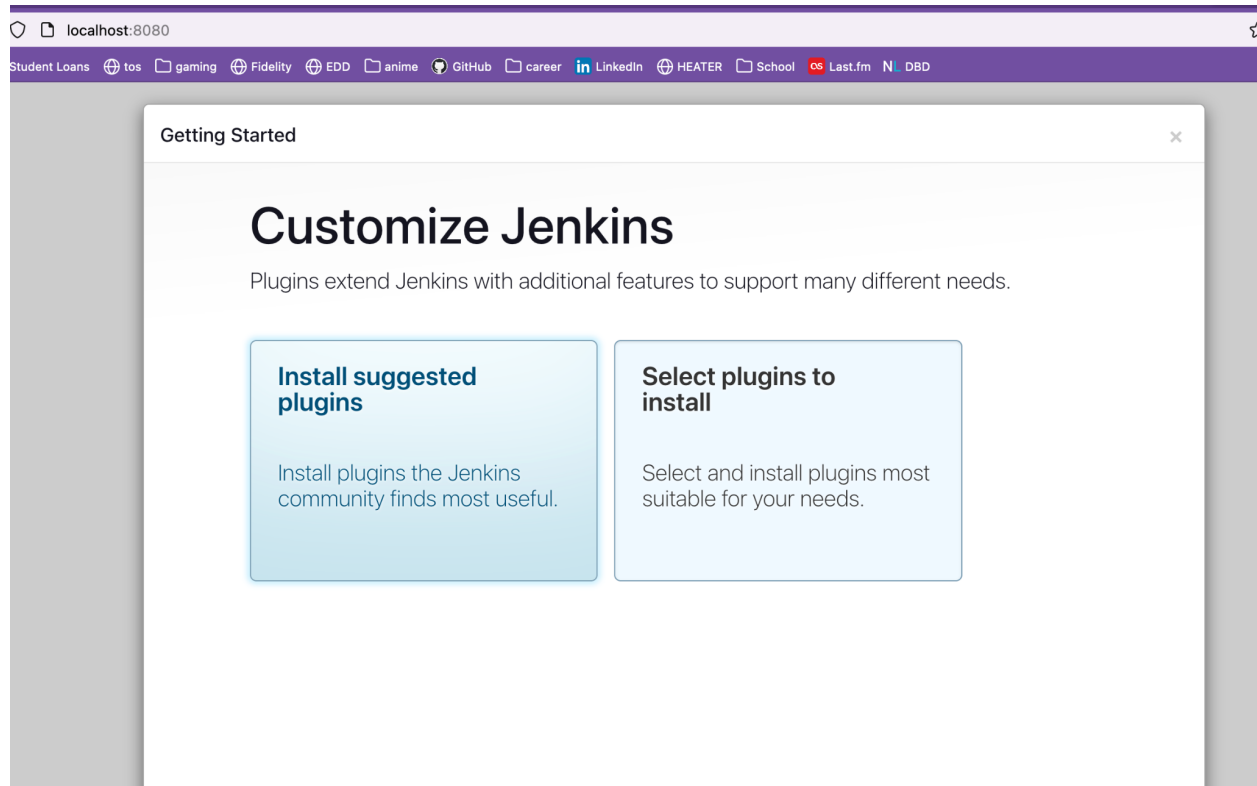 localhost:8080
Student Loans tos gaming Fidelity EDD anime GitHub career in LinkedIn HEATER School Last.fm NL DBD
Getting Started ×
Customize Jenkins
Plugins extend Jenkins with additional features to support many different needs.
Install suggested
plugins
Install plugins the Jenkins
community finds most useful.
Select plugins to
install
Select and install plugins most
suitable for your needs.